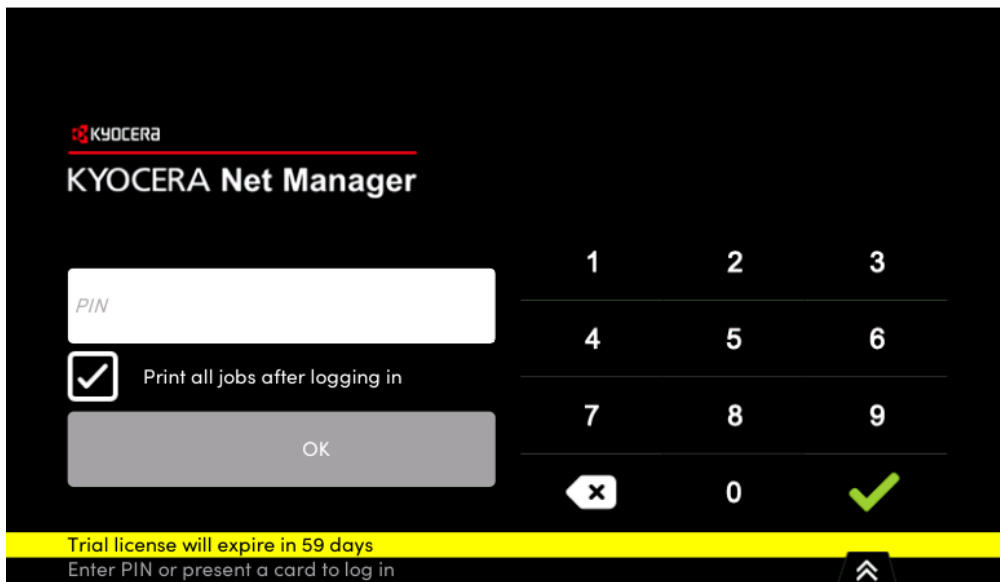 KYOCERA
KYOCERA Net Manager
PIN
Print all jobs after logging in
OK
1 2 3
4 5 6
7 8 9
0
Trial license will expire in 59 days
Enter PIN or present a card to log in